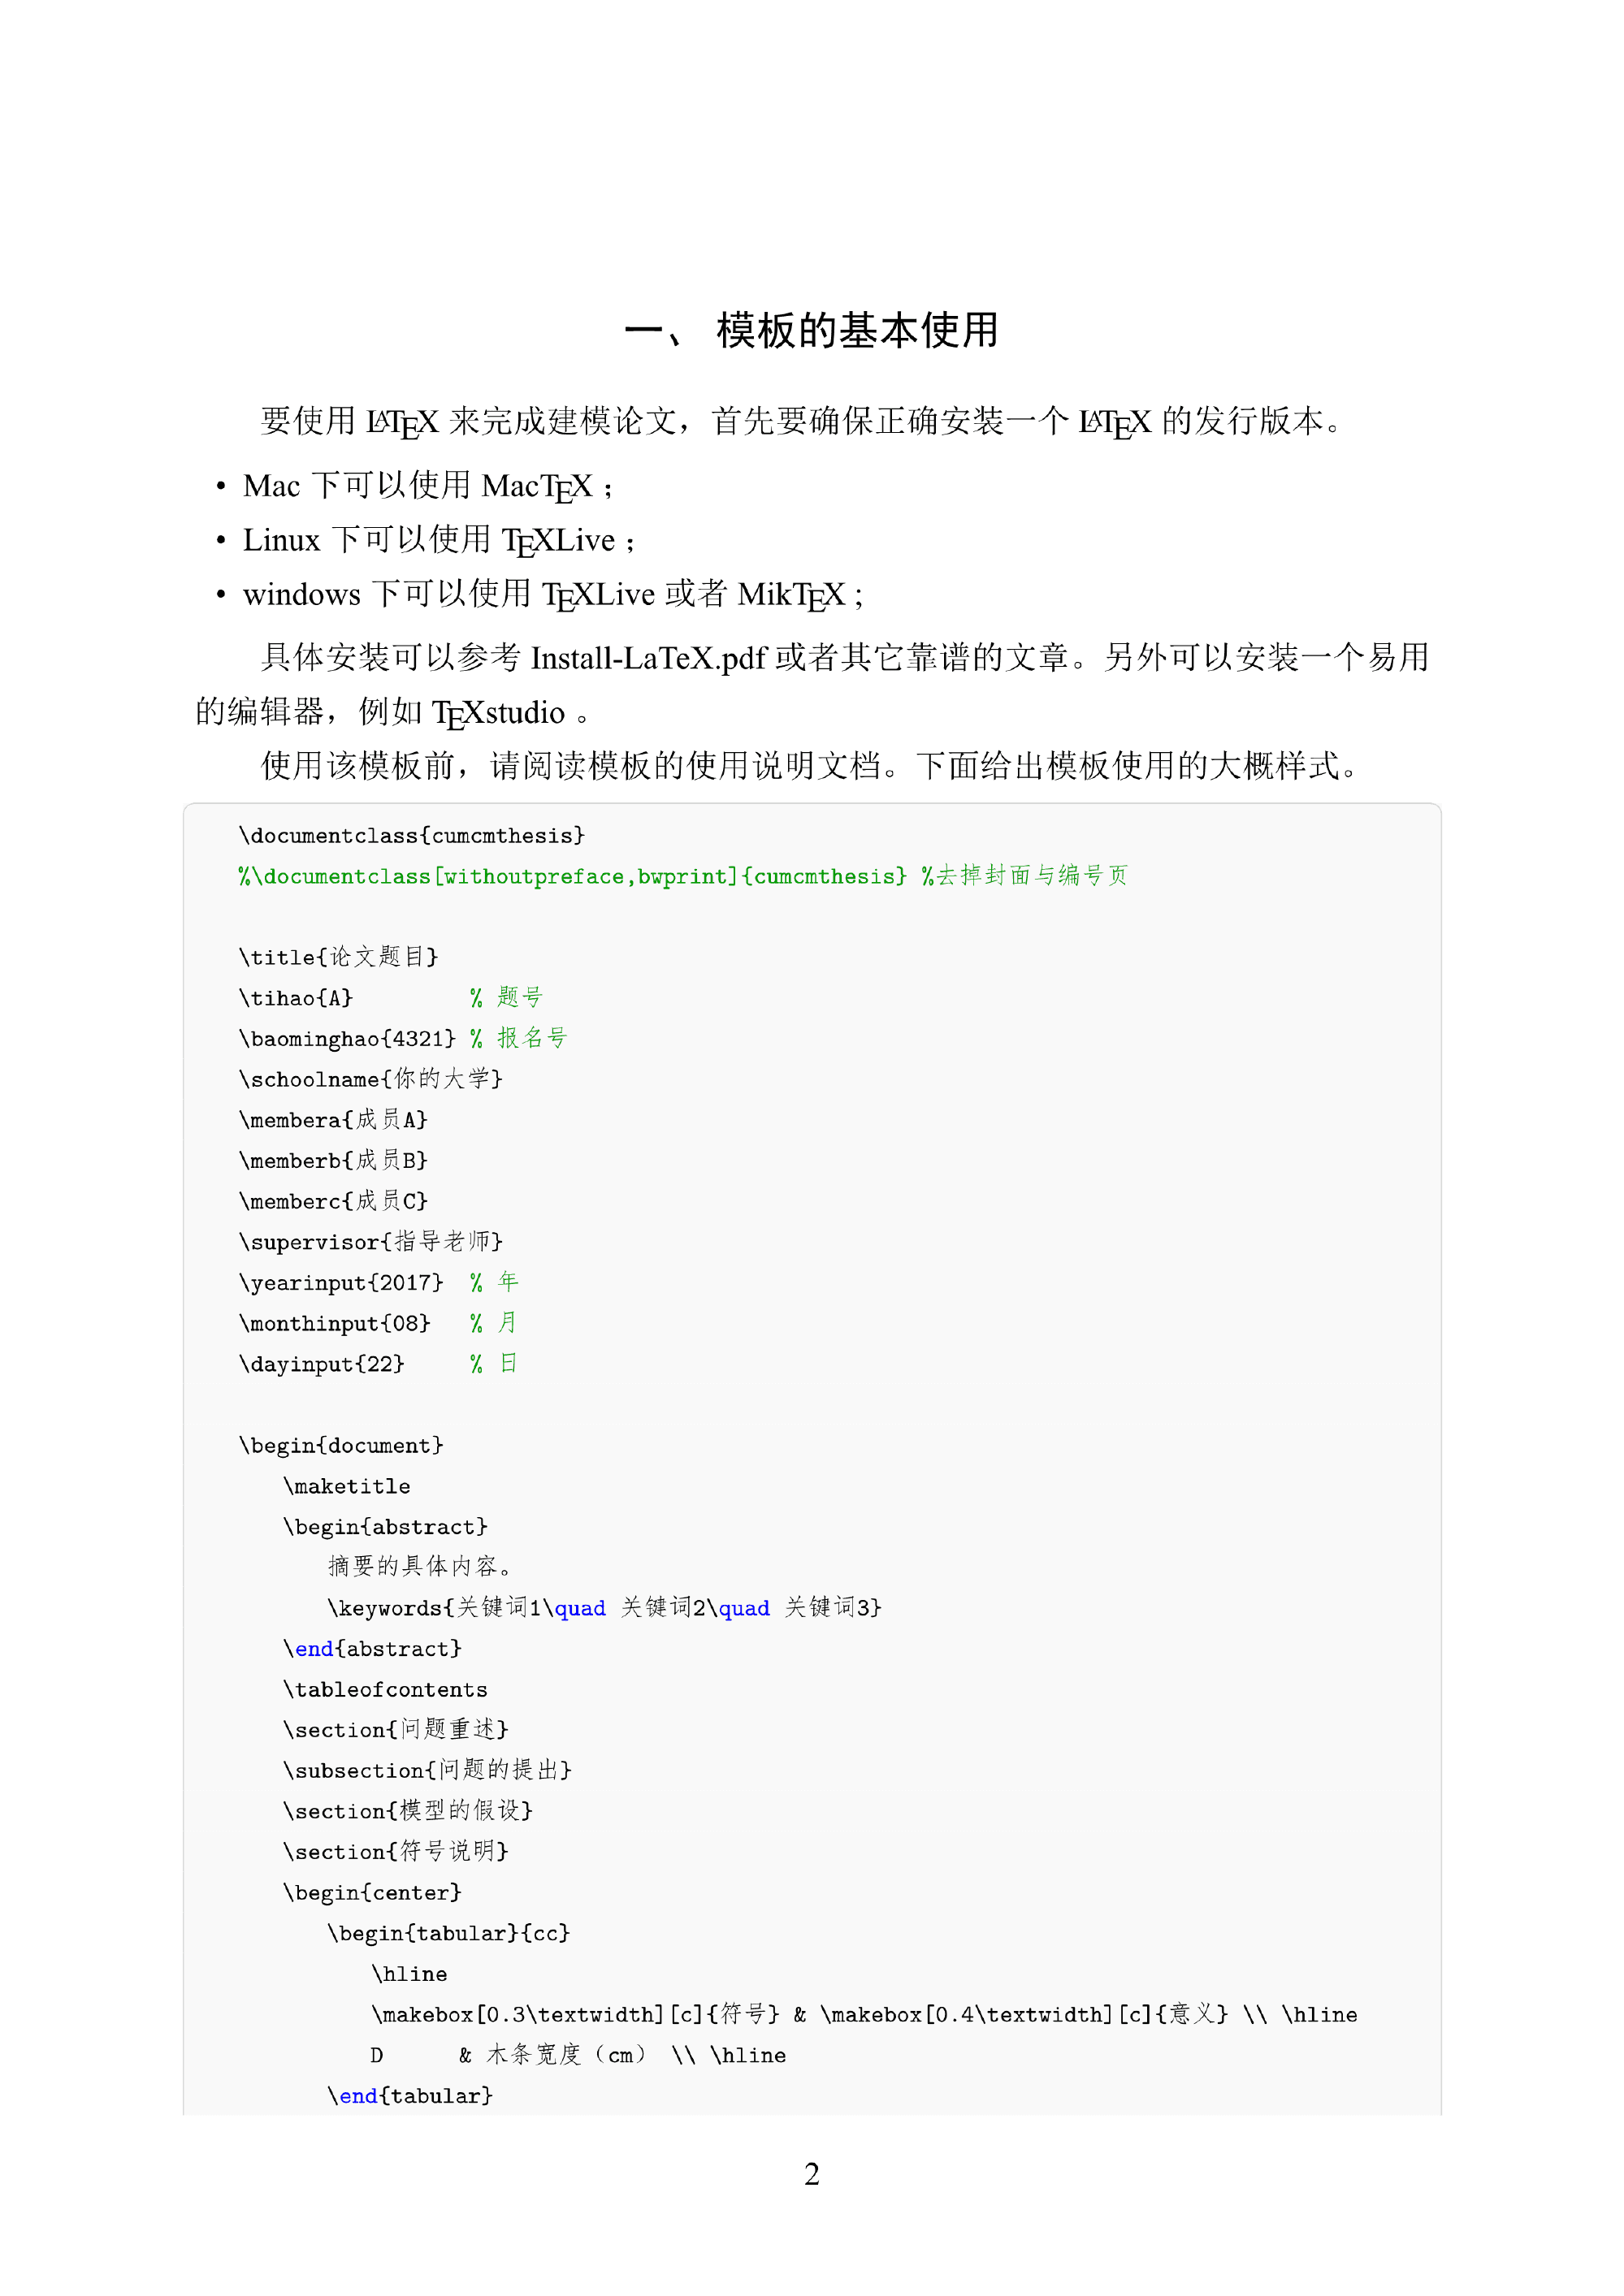 一、 模板的基本使用
要使用 LATEX 来完成建模论文，首先要确保正确安装一个 LATEX 的发行版本。
• Mac 下可以使用 MacTEX ；
• Linux 下可以使用 TEXLive ；
• windows 下可以使用 TEXLive 或者 MikTEX ;
具体安装可以参考 Install-LaTeX.pdf 或者其它靠谱的文章。另外可以安装一个易用
的编辑器，例如 TEXstudio 。
使用该模板前，请阅读模板的使用说明文档。下面给出模板使用的大概样式。
\documentclass{cumcmthesis}
%\documentclass[withoutpreface,bwprint]{cumcmthesis} %去掉封面与编号页
\title{论文题目}
\tihao{A}         % 题号
\baominghao{4321} % 报名号
\schoolname{你的大学}
\membera{成员A}
\memberb{成员B}
\memberc{成员C}
\supervisor{指导老师}
\yearinput{2017}  % 年
\monthinput{08}   % 月
\dayinput{22}     % 日
\begin{document}
\maketitle
\begin{abstract}
摘要的具体内容。
\keywords{关键词1\quad 关键词2\quad 关键词3}
\end{abstract}
\tableofcontents
\section{问题重述}
\subsection{问题的提出}
\section{模型的假设}
\section{符号说明}
\begin{center}
\begin{tabular}{cc}
\hline
\makebox[0.3\textwidth][c]{符号} & \makebox[0.4\textwidth][c]{意义} \\ \hline
D      & 木条宽度（cm） \\ \hline
\end{tabular}
2